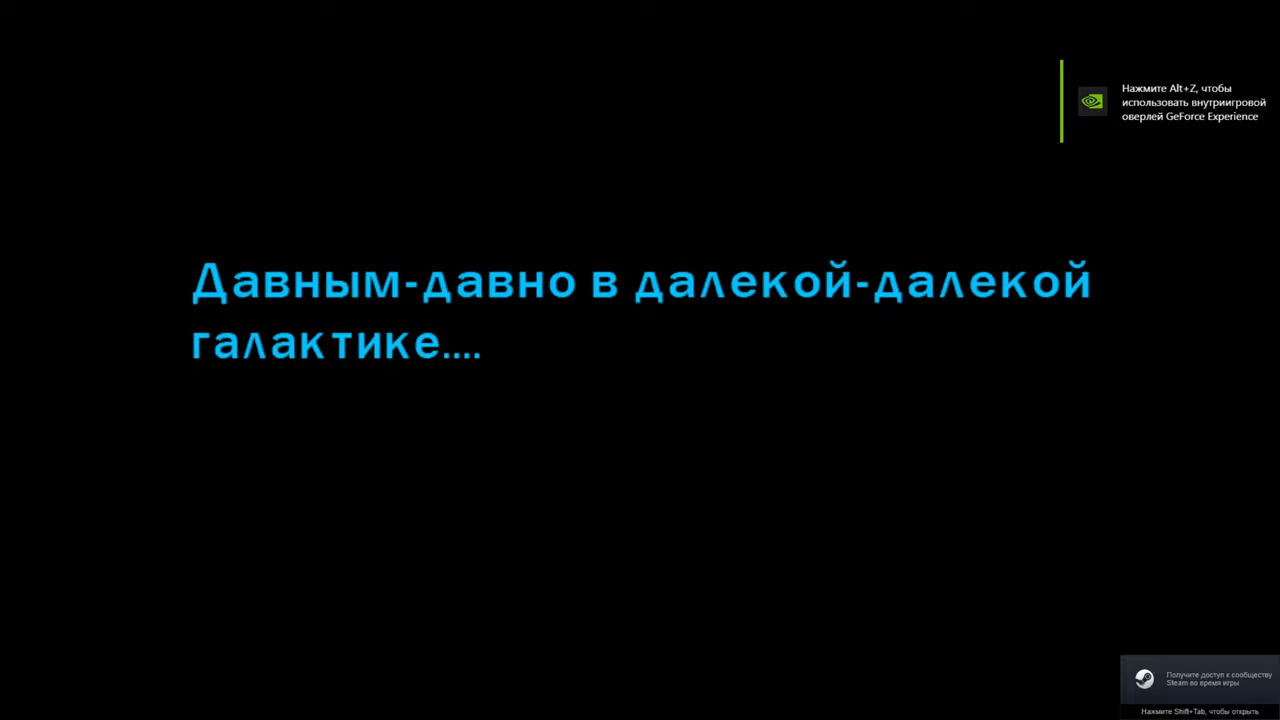 Нажмите Alt+Z, чтобы
использовать внутриигровой
оверлей GeForce Experience
Давным-давно в далекой-далекой
галактике....
Получите доступ к сообществу
Steam во время игры
Нажмите Shift+Tab, чтобы открыть